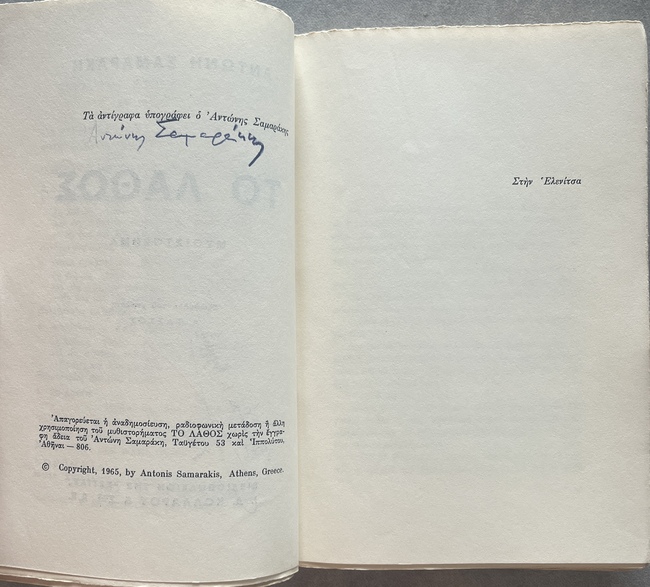 Τὰ ἀντίγραφα ὑπογράφει ὁ Ἀντώνης Σαμαράκης
Ἀντώνης Σαμαράκης
Ἀπαγορεύεται ἡ ἀναδημοσίευση, ραδιοφωνικὴ μετάδοση ἢ ἄλλη
χρησιμοποίηση τοῦ μυθιστορήματος ΤΟ ΛΑΘΟΣ χωρὶς τὴν ἔγγρα-
φη ἄδεια τοῦ Ἀντώνη Σαμαράκη, Ταϋγέτου 53 καὶ Ἱππολύτου,
Ἀθῆναι — 806.
© Copyright, 1965, by Antonis Samarakis, Athens, Greece.
Στὴν Ἑλενίτσα